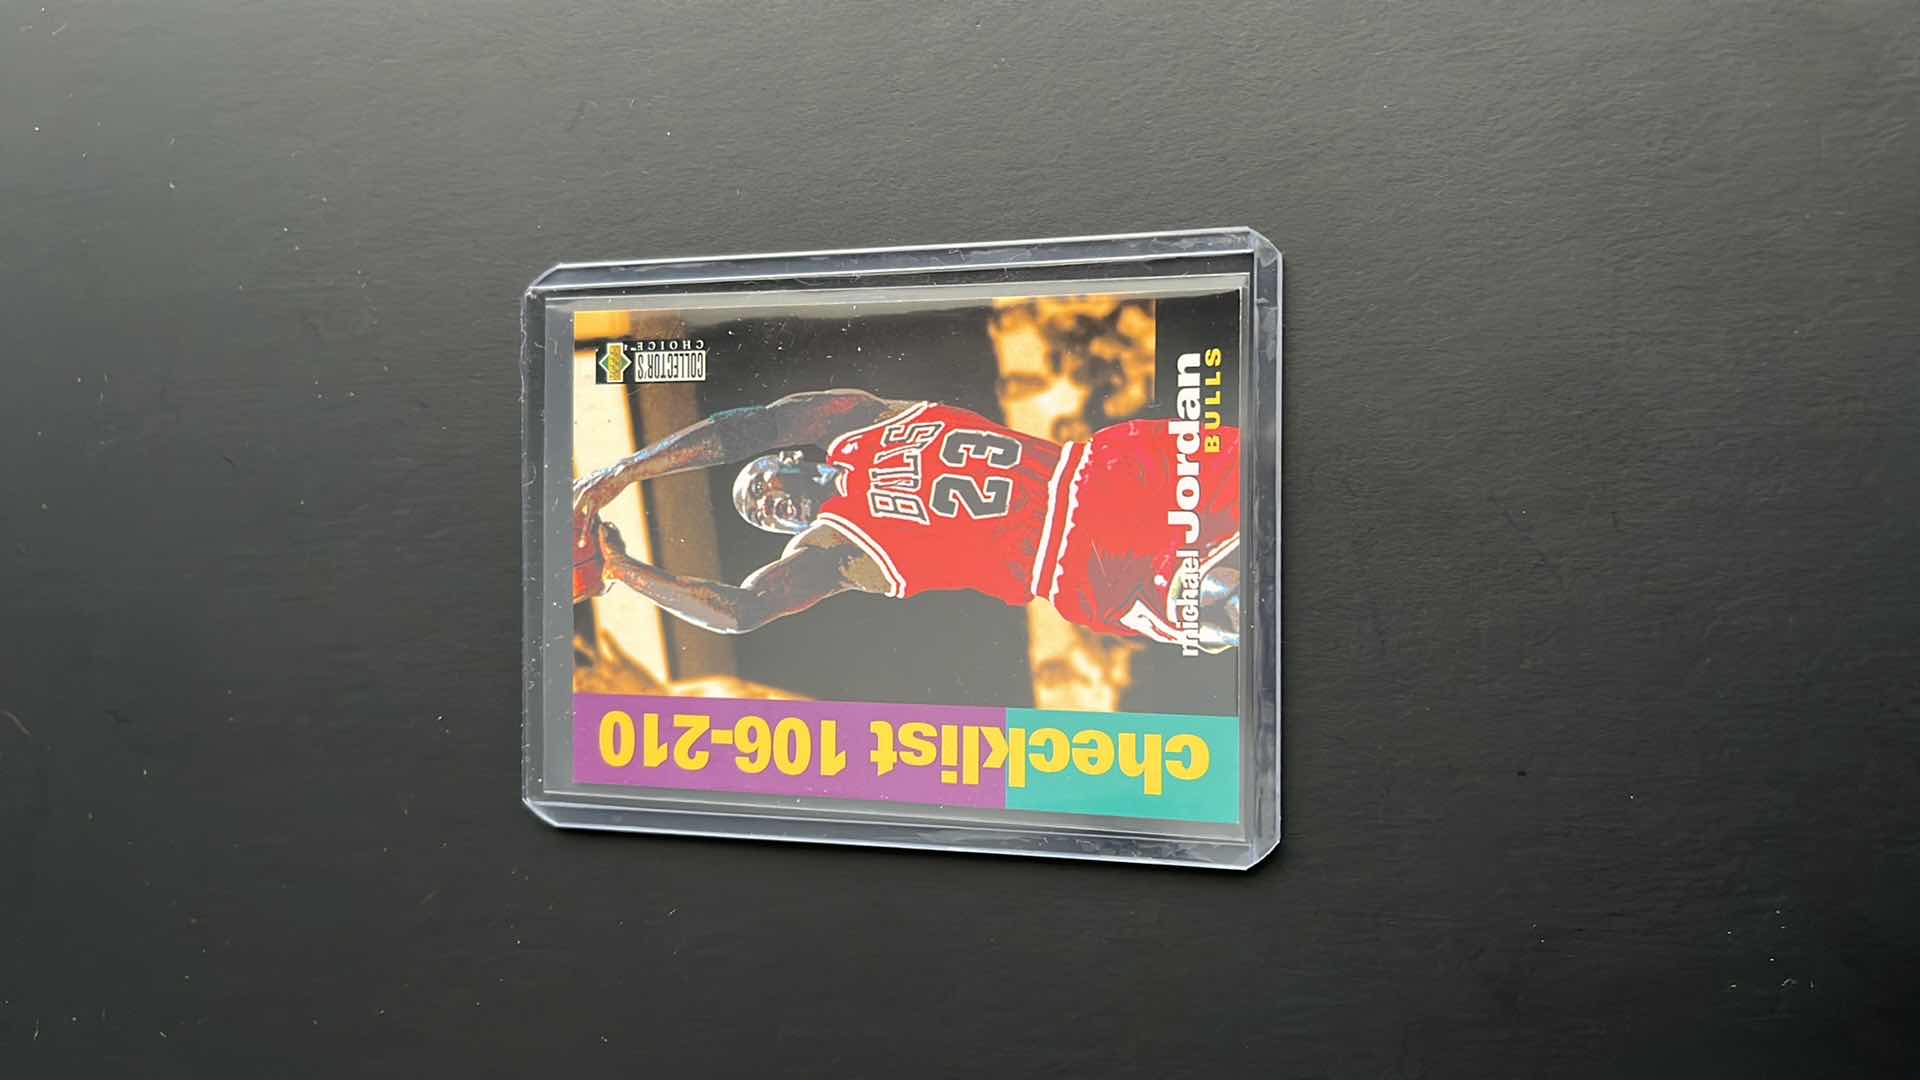 COLLECTOR'S
CHOICE
BULLS
23
michael Jordan
BULLS
checklist 106-210